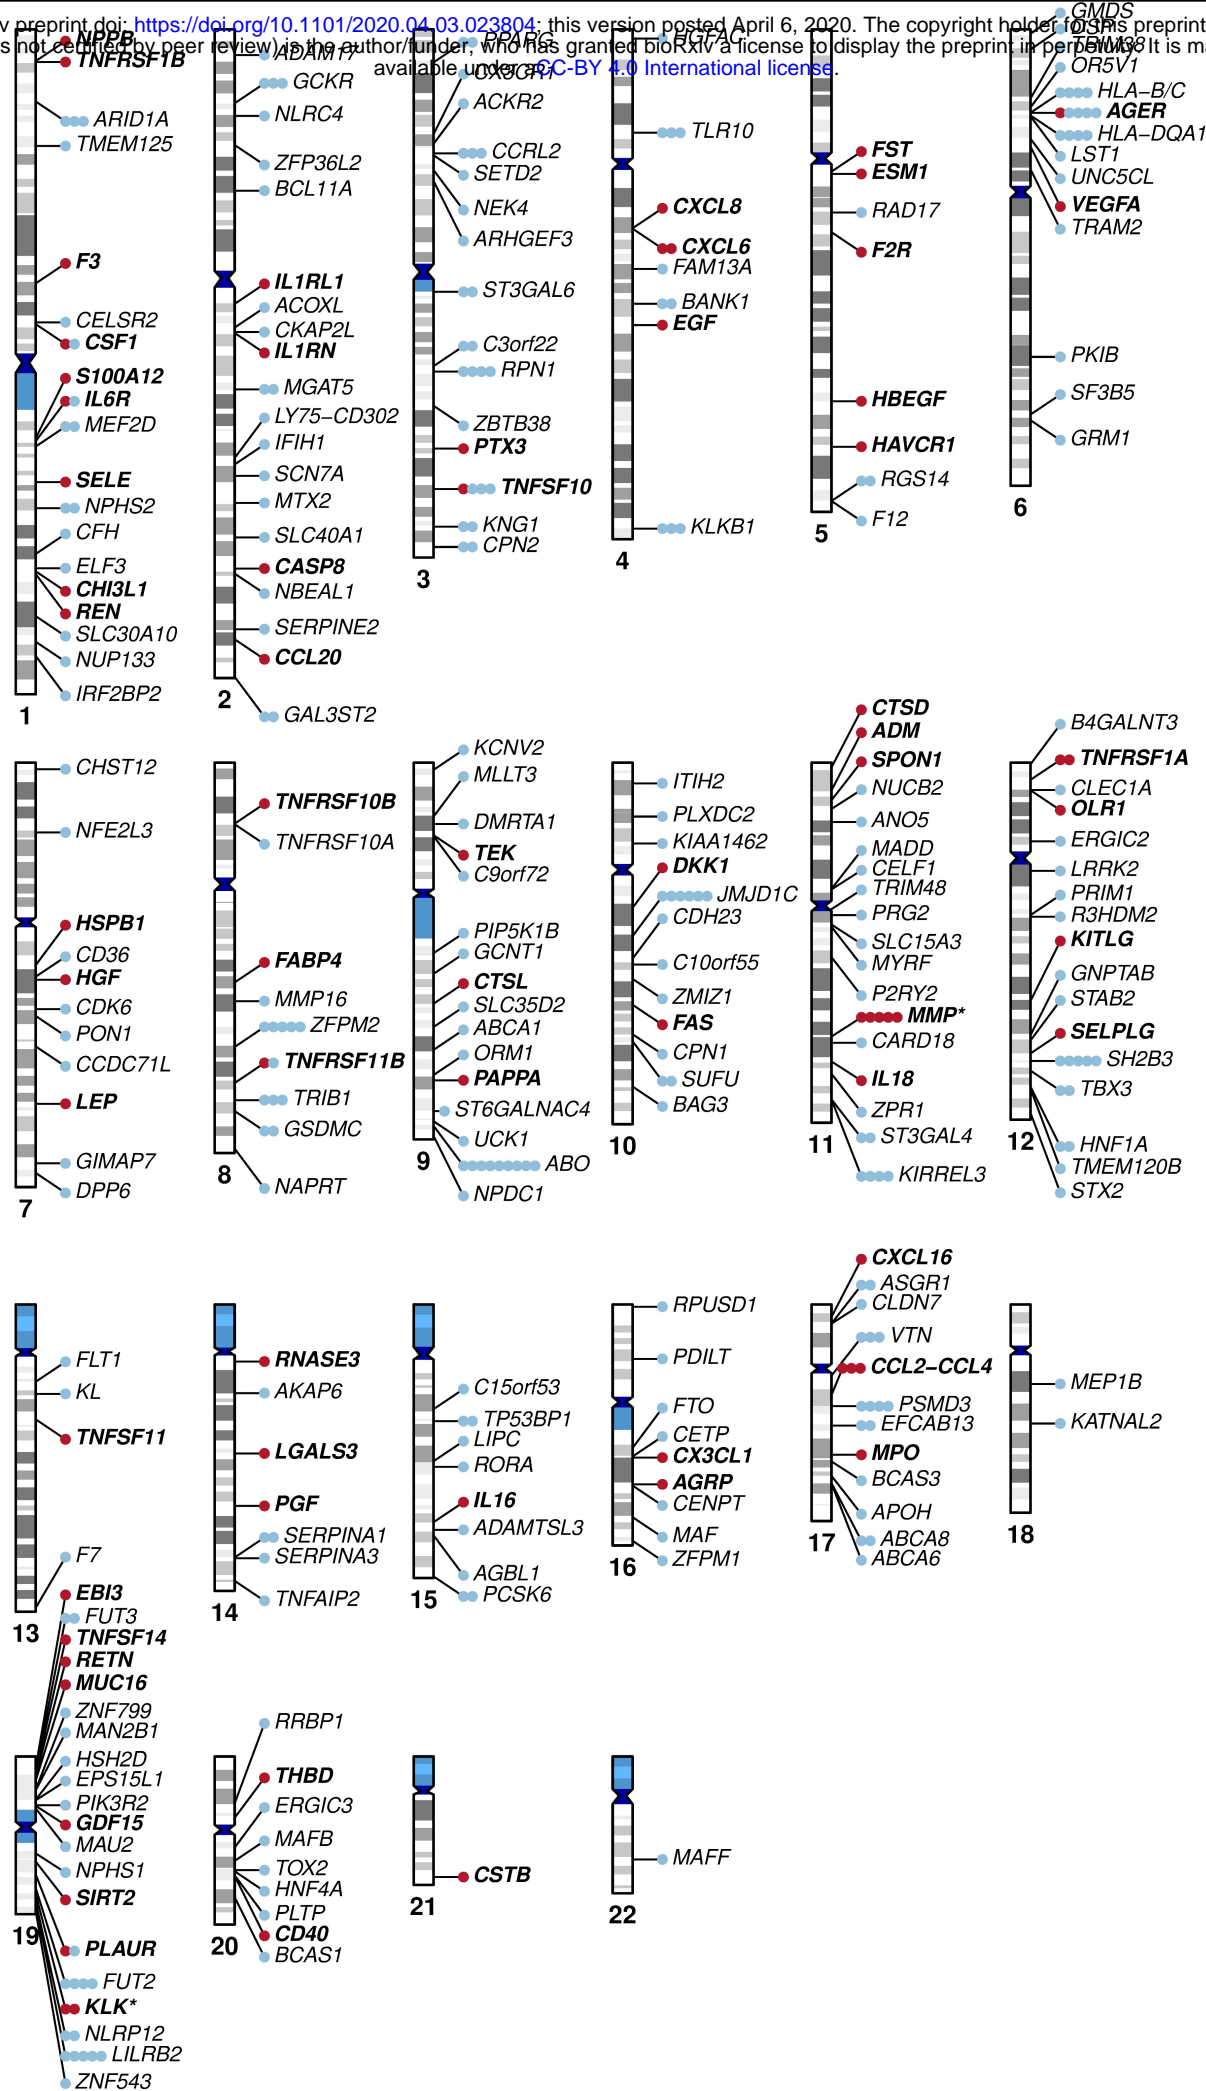 v preprint doi: https://doi.org/10.1101/2020.04.03.023804; this version posted April 6, 2020. The copyright holder for this preprint
s not certified by peer review) is the author/funder, who has granted bioRxiv a license to display the preprint in perpetuity. It is ma
available under aCC-BY 4.0 International license.
NPPB
TNFRSF1B
ARID1A
TMEM125
F3
CELSR2
CSF1
S100A12
IL6R
MEF2D
SELE
NPHS2
CFH
ELF3
CHI3L1
REN
SLC30A10
NUP133
IRF2BP2
1
ADAM17
GCKR
NLRC4
ZFP36L2
BCL11A
IL1RL1
ACOXL
CKAP2L
IL1RN
MGAT5
LY75−CD302
IFIH1
SCN7A
MTX2
SLC40A1
CASP8
NBEAL1
SERPINE2
CCL20
GAL3ST2
2
PPARG
CX3CR1
ACKR2
CCRL2
SETD2
NEK4
ARHGEF3
ST3GAL6
C3orf22
RPN1
ZBTB38
PTX3
TNFSF10
KNG1
CPN2
3
HGFAC
TLR10
CXCL8
CXCL6
FAM13A
BANK1
EGF
KLKB1
4
FST
ESM1
RAD17
F2R
HBEGF
HAVCR1
RGS14
F12
5
GMDS
DSP
TRIM38
OR5V1
HLA−B/C
AGER
HLA−DQA1
LST1
UNC5CL
VEGFA
TRAM2
PKIB
SF3B5
GRM1
6
CHST12
NFE2L3
HSPB1
CD36
HGF
CDK6
PON1
CCDC71L
LEP
GIMAP7
DPP6
7
TNFRSF10B
TNFRSF10A
FABP4
MMP16
ZFPM2
TNFRSF11B
TRIB1
GSDMC
NAPRT
8
KCNV2
MLLT3
DMRTA1
TEK
C9orf72
PIP5K1B
GCNT1
CTSL
SLC35D2
ABCA1
ORM1
PAPPA
ST6GALNAC4
UCK1
ABO
NPDC1
9
ITIH2
PLXDC2
KIAA1462
DKK1
JMJD1C
CDH23
C10orf55
ZMIZ1
FAS
CPN1
SUFU
BAG3
10
CTSD
ADM
SPON1
NUCB2
ANO5
MADD
CELF1
TRIM48
PRG2
SLC15A3
MYRF
P2RY2
MMP*
CARD18
IL18
ZPR1
ST3GAL4
KIRREL3
11
B4GALNT3
TNFRSF1A
CLEC1A
OLR1
ERGIC2
LRRK2
PRIM1
R3HDM2
KITLG
GNPTAB
STAB2
SELPLG
SH2B3
TBX3
HNF1A
TMEM120B
STX2
12
FLT1
KL
TNFSF11
F7
13
RNASE3
AKAP6
LGALS3
PGF
SERPINA1
SERPINA3
TNFAIP2
14
C15orf53
TP53BP1
LIPC
RORA
IL16
ADAMTSL3
AGBL1
PCSK6
15
RPUSD1
PDILT
FTO
CETP
CX3CL1
AGRP
CENPT
MAF
ZFPM1
16
CXCL16
ASGR1
CLDN7
VTN
CCL2−CCL4
PSMD3
EFCAB13
MPO
BCAS3
APOH
ABCA8
ABCA6
17
MEP1B
KATNAL2
18
EBI3
FUT3
TNFSF14
RETN
MUC16
ZNF799
MAN2B1
HSH2D
EPS15L1
PIK3R2
GDF15
MAU2
NPHS1
SIRT2
PLAUR
FUT2
KLK*
NLRP12
LILRB2
ZNF543
19
RRBP1
THBD
ERGIC3
MAFB
TOX2
HNF4A
PLTP
CD40
BCAS1
20
CSTB
21
MAFF
22